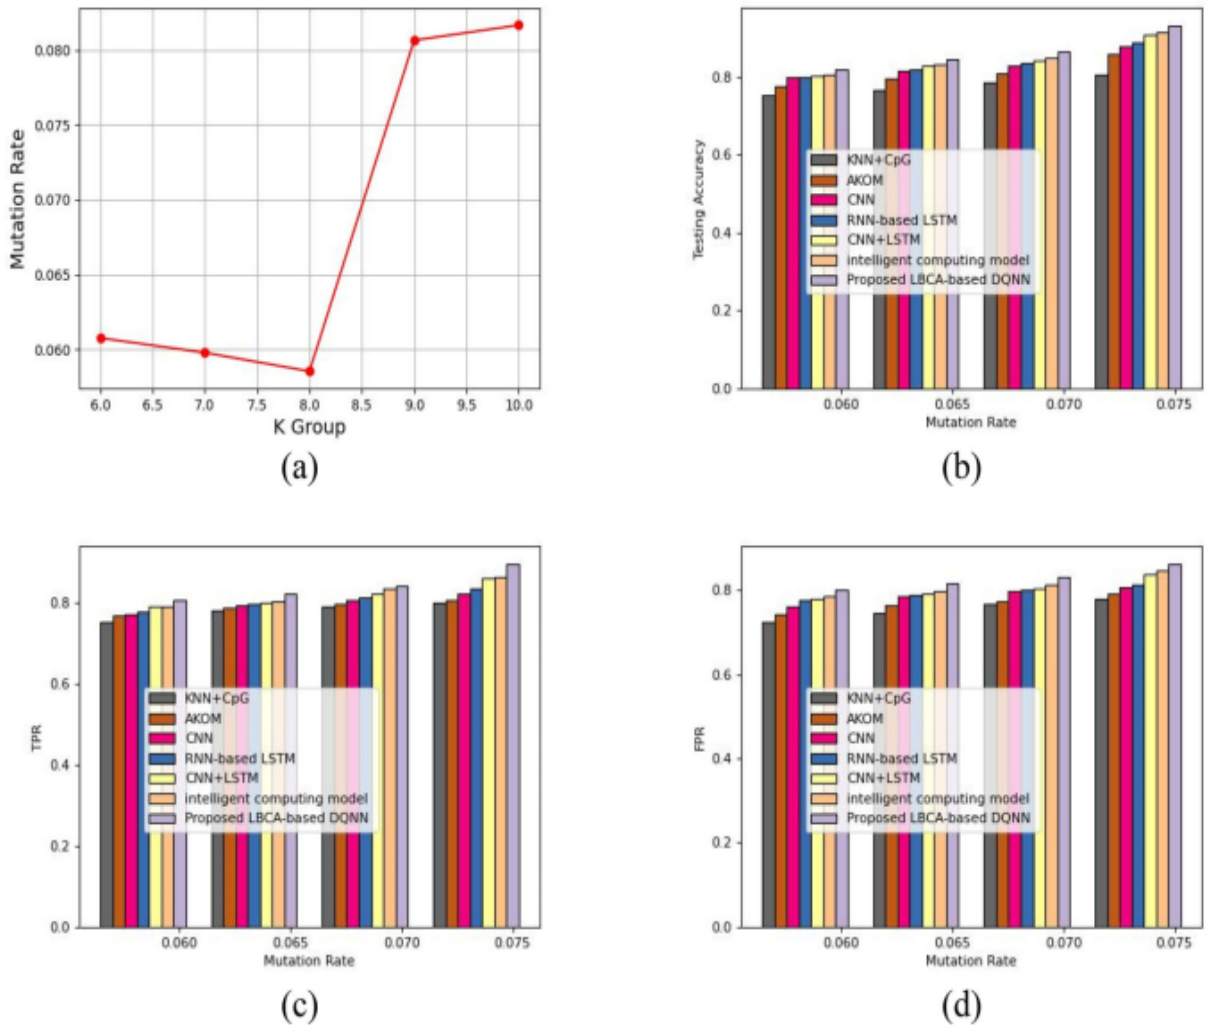 0.080
0.075
0.070
0.065
0.060
Mutation Rate
6.0 6.5 7.0 7.5 8.0 8.5 9.0 9.5 10.0
K Group
(a)
0.8
0.6
0.4
0.2
0.0
Testing Accuracy
KNN+CpG
AKOM
CNN
RNN-based LSTM
CNN+LSTM
intelligent computing model
Proposed LBCA-based DQNN
0.060 0.065 0.070 0.075
Mutation Rate
(b)
0.8
0.6
0.4
0.2
0.0
TPR
KNN+CpG
AKOM
CNN
RNN-based LSTM
CNN+LSTM
intelligent computing model
Proposed LBCA-based DQNN
0.060 0.065 0.070 0.075
Mutation Rate
(c)
0.8
0.6
0.4
0.2
0.0
FPR
KNN+CpG
AKOM
CNN
RNN-based LSTM
CNN+LSTM
intelligent computing model
Proposed LBCA-based DQNN
0.060 0.065 0.070 0.075
Mutation Rate
(d)